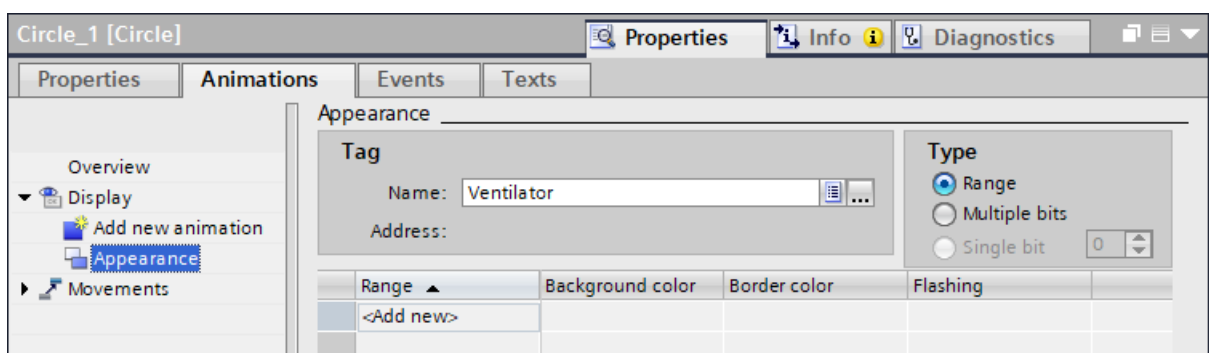 Circle_1 [Circle]
Properties
Info
Diagnostics
Properties
Animations
Events
Texts
Appearance
Overview
Display
Add new animation
Appearance
Movements
Tag
Name: Ventilator ...
Address:
Type
Range
Multiple bits
Single bit 0
Range Background color Border color Flashing
<Add new>